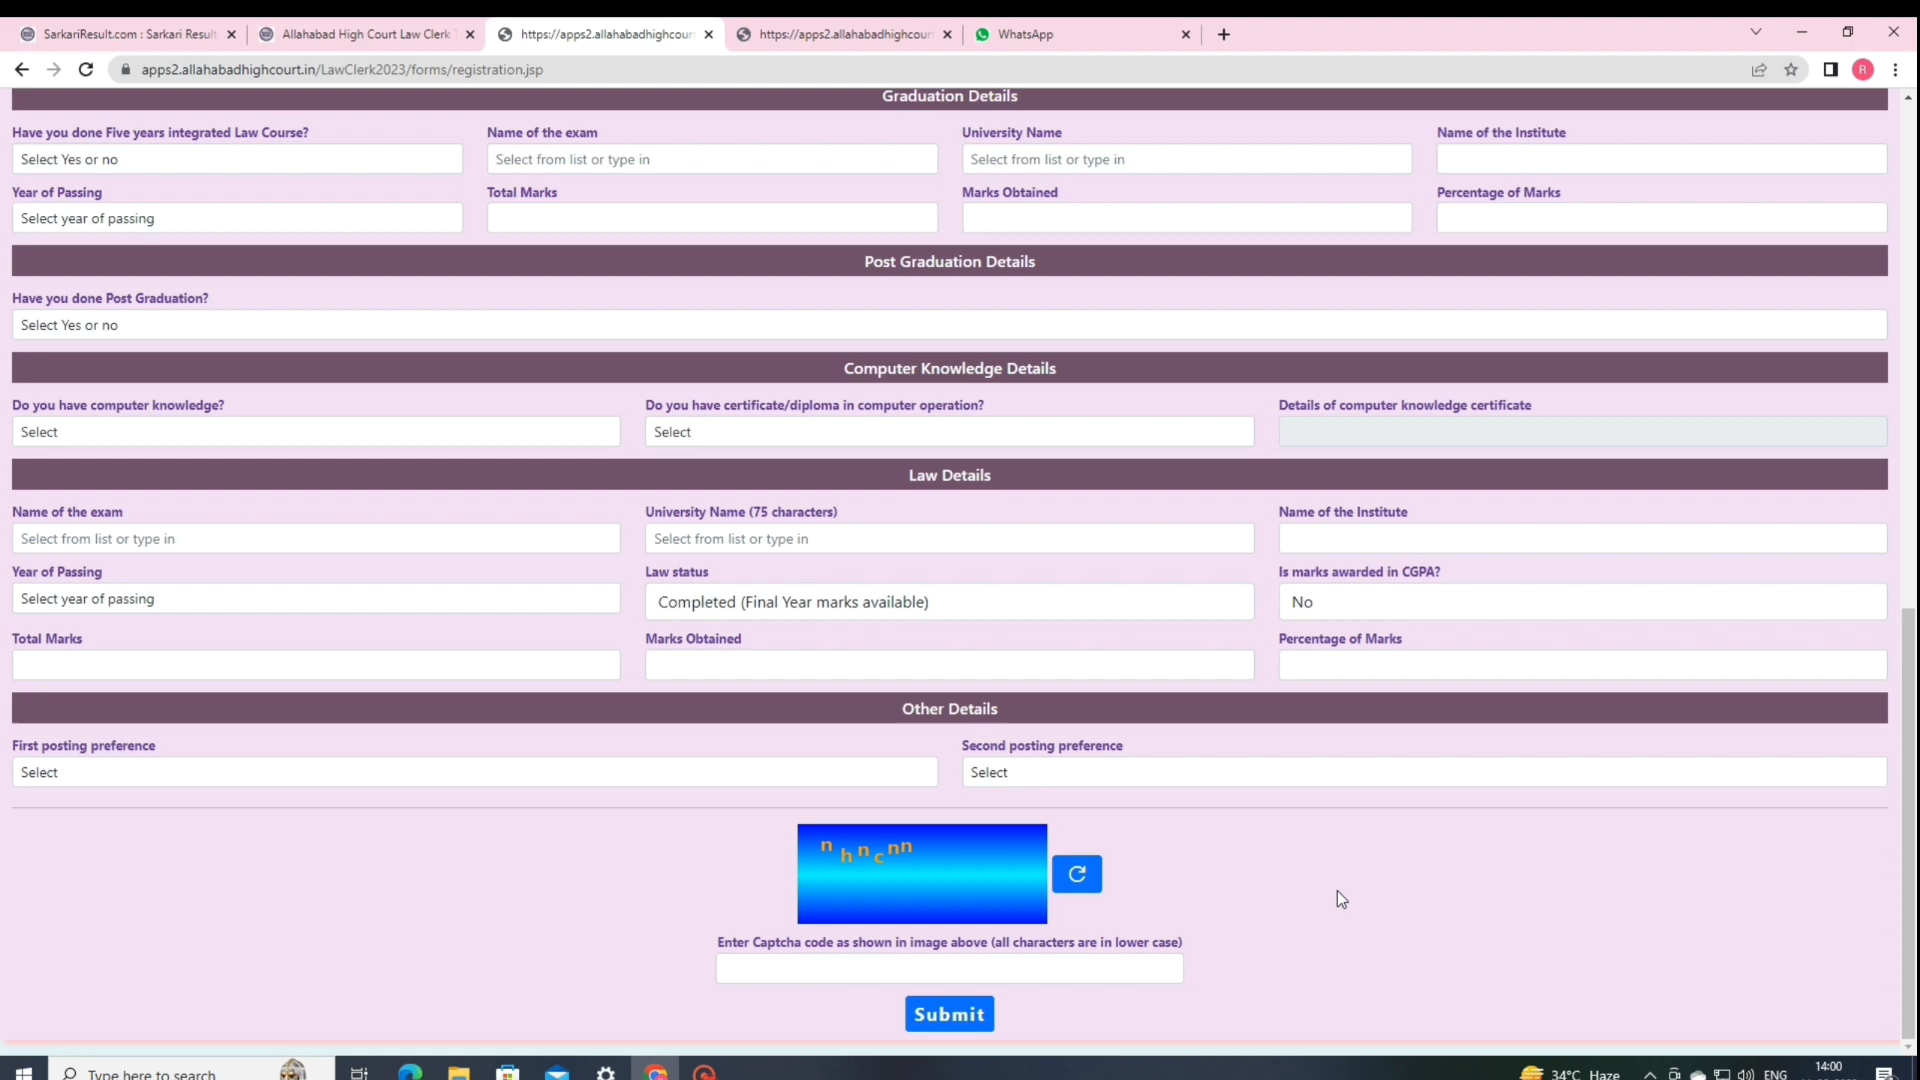 SarkariResult.com : Sarkari Result
Allahabad High Court Law Clerk
https://apps2.allahabadhighcour
https://apps2.allahabadhighcourt
WhatsApp
apps2.allahabadhighcourt.in/LawClerk2023/forms/registration.jsp
R
Graduation Details
Have you done Five years integrated Law Course?
Name of the exam
University Name
Name of the Institute
Select Yes or no
Select from list or type in
Select from list or type in
Year of Passing
Total Marks
Marks Obtained
Percentage of Marks
Select year of passing
Post Graduation Details
Have you done Post Graduation?
Select Yes or no
Computer Knowledge Details
Do you have computer knowledge?
Do you have certificate/diploma in computer operation?
Details of computer knowledge certificate
Select
Select
Law Details
Name of the exam
University Name (75 characters)
Name of the Institute
Select from list or type in
Select from list or type in
Year of Passing
Law status
Is marks awarded in CGPA?
Select year of passing
Completed (Final Year marks available)
No
Total Marks
Marks Obtained
Percentage of Marks
Other Details
First posting preference
Second posting preference
Select
Select
n h n c n n
Enter Captcha code as shown in image above (all characters are in lower case)
Submit
Type here to search
34°C Haze
ENG
14:00